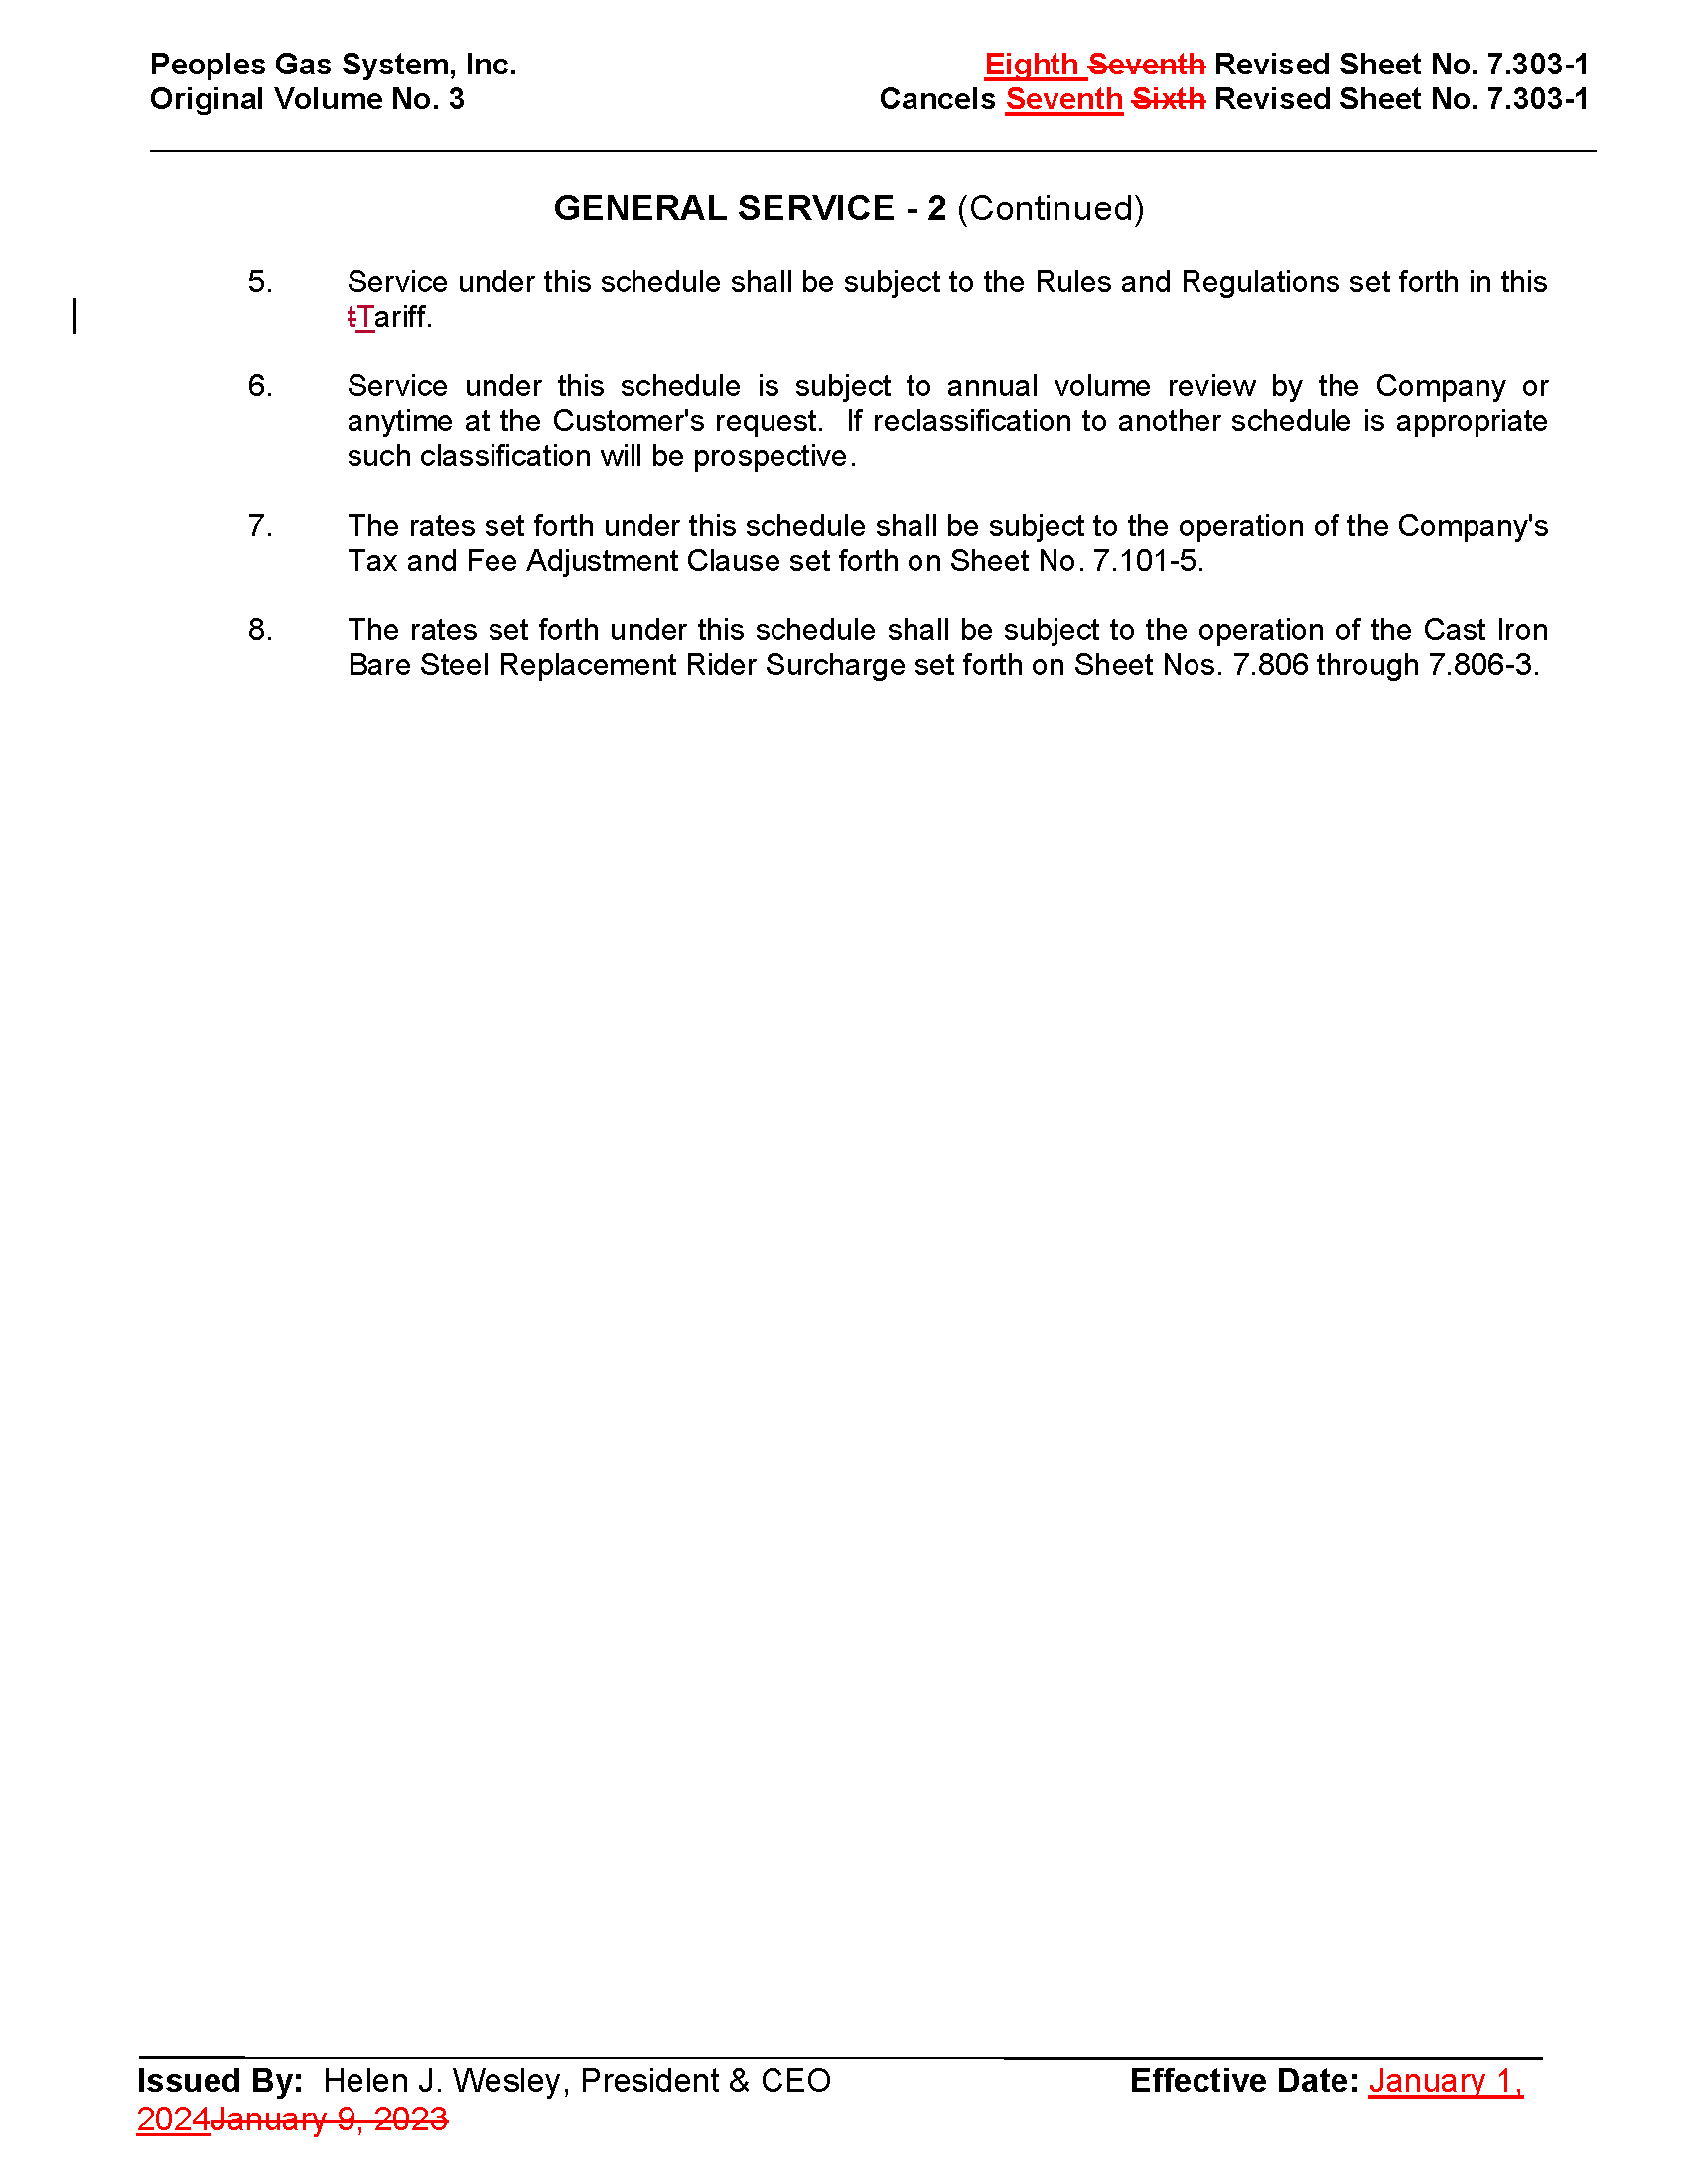 Peoples Gas System, Inc.
Original Volume No. 3
Eighth Seventh Revised Sheet No. 7.303-1
Cancels Seventh Sixth Revised Sheet No. 7.303-1
GENERAL SERVICE - 2 (Continued)
5. Service under this schedule shall be subject to the Rules and Regulations set forth in this
tTariff.
6. Service under this schedule is subject to annual volume review by the Company or
anytime at the Customer's request. If reclassification to another schedule is appropriate
such classification will be prospective.
7. The rates set forth under this schedule shall be subject to the operation of the Company's
Tax and Fee Adjustment Clause set forth on Sheet No. 7.101-5.
8. The rates set forth under this schedule shall be subject to the operation of the Cast Iron
Bare Steel Replacement Rider Surcharge set forth on Sheet Nos. 7.806 through 7.806-3.
Issued By: Helen J. Wesley, President & CEO Effective Date: January 1,
2024January 9, 2023